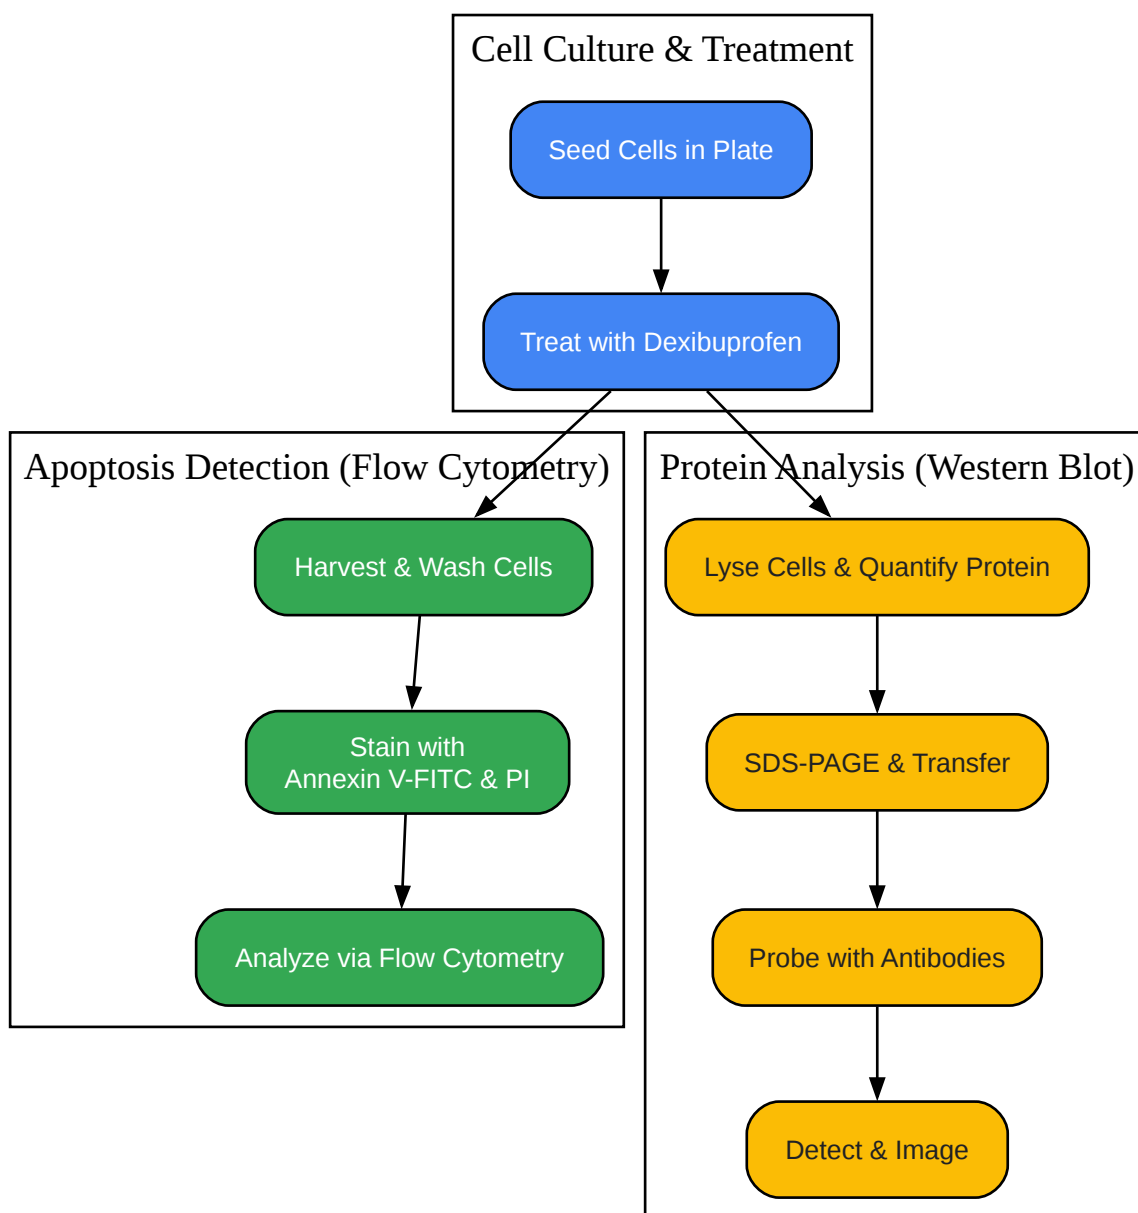 Cell Culture & Treatment
Seed Cells in Plate
Treat with Dexibuprofen
Apoptosis Detection (Flow Cytometry)
Harvest & Wash Cells
Stain with
Annexin V-FITC & PI
Analyze via Flow Cytometry
Protein Analysis (Western Blot)
Lyse Cells & Quantify Protein
SDS-PAGE & Transfer
Probe with Antibodies
Detect & Image